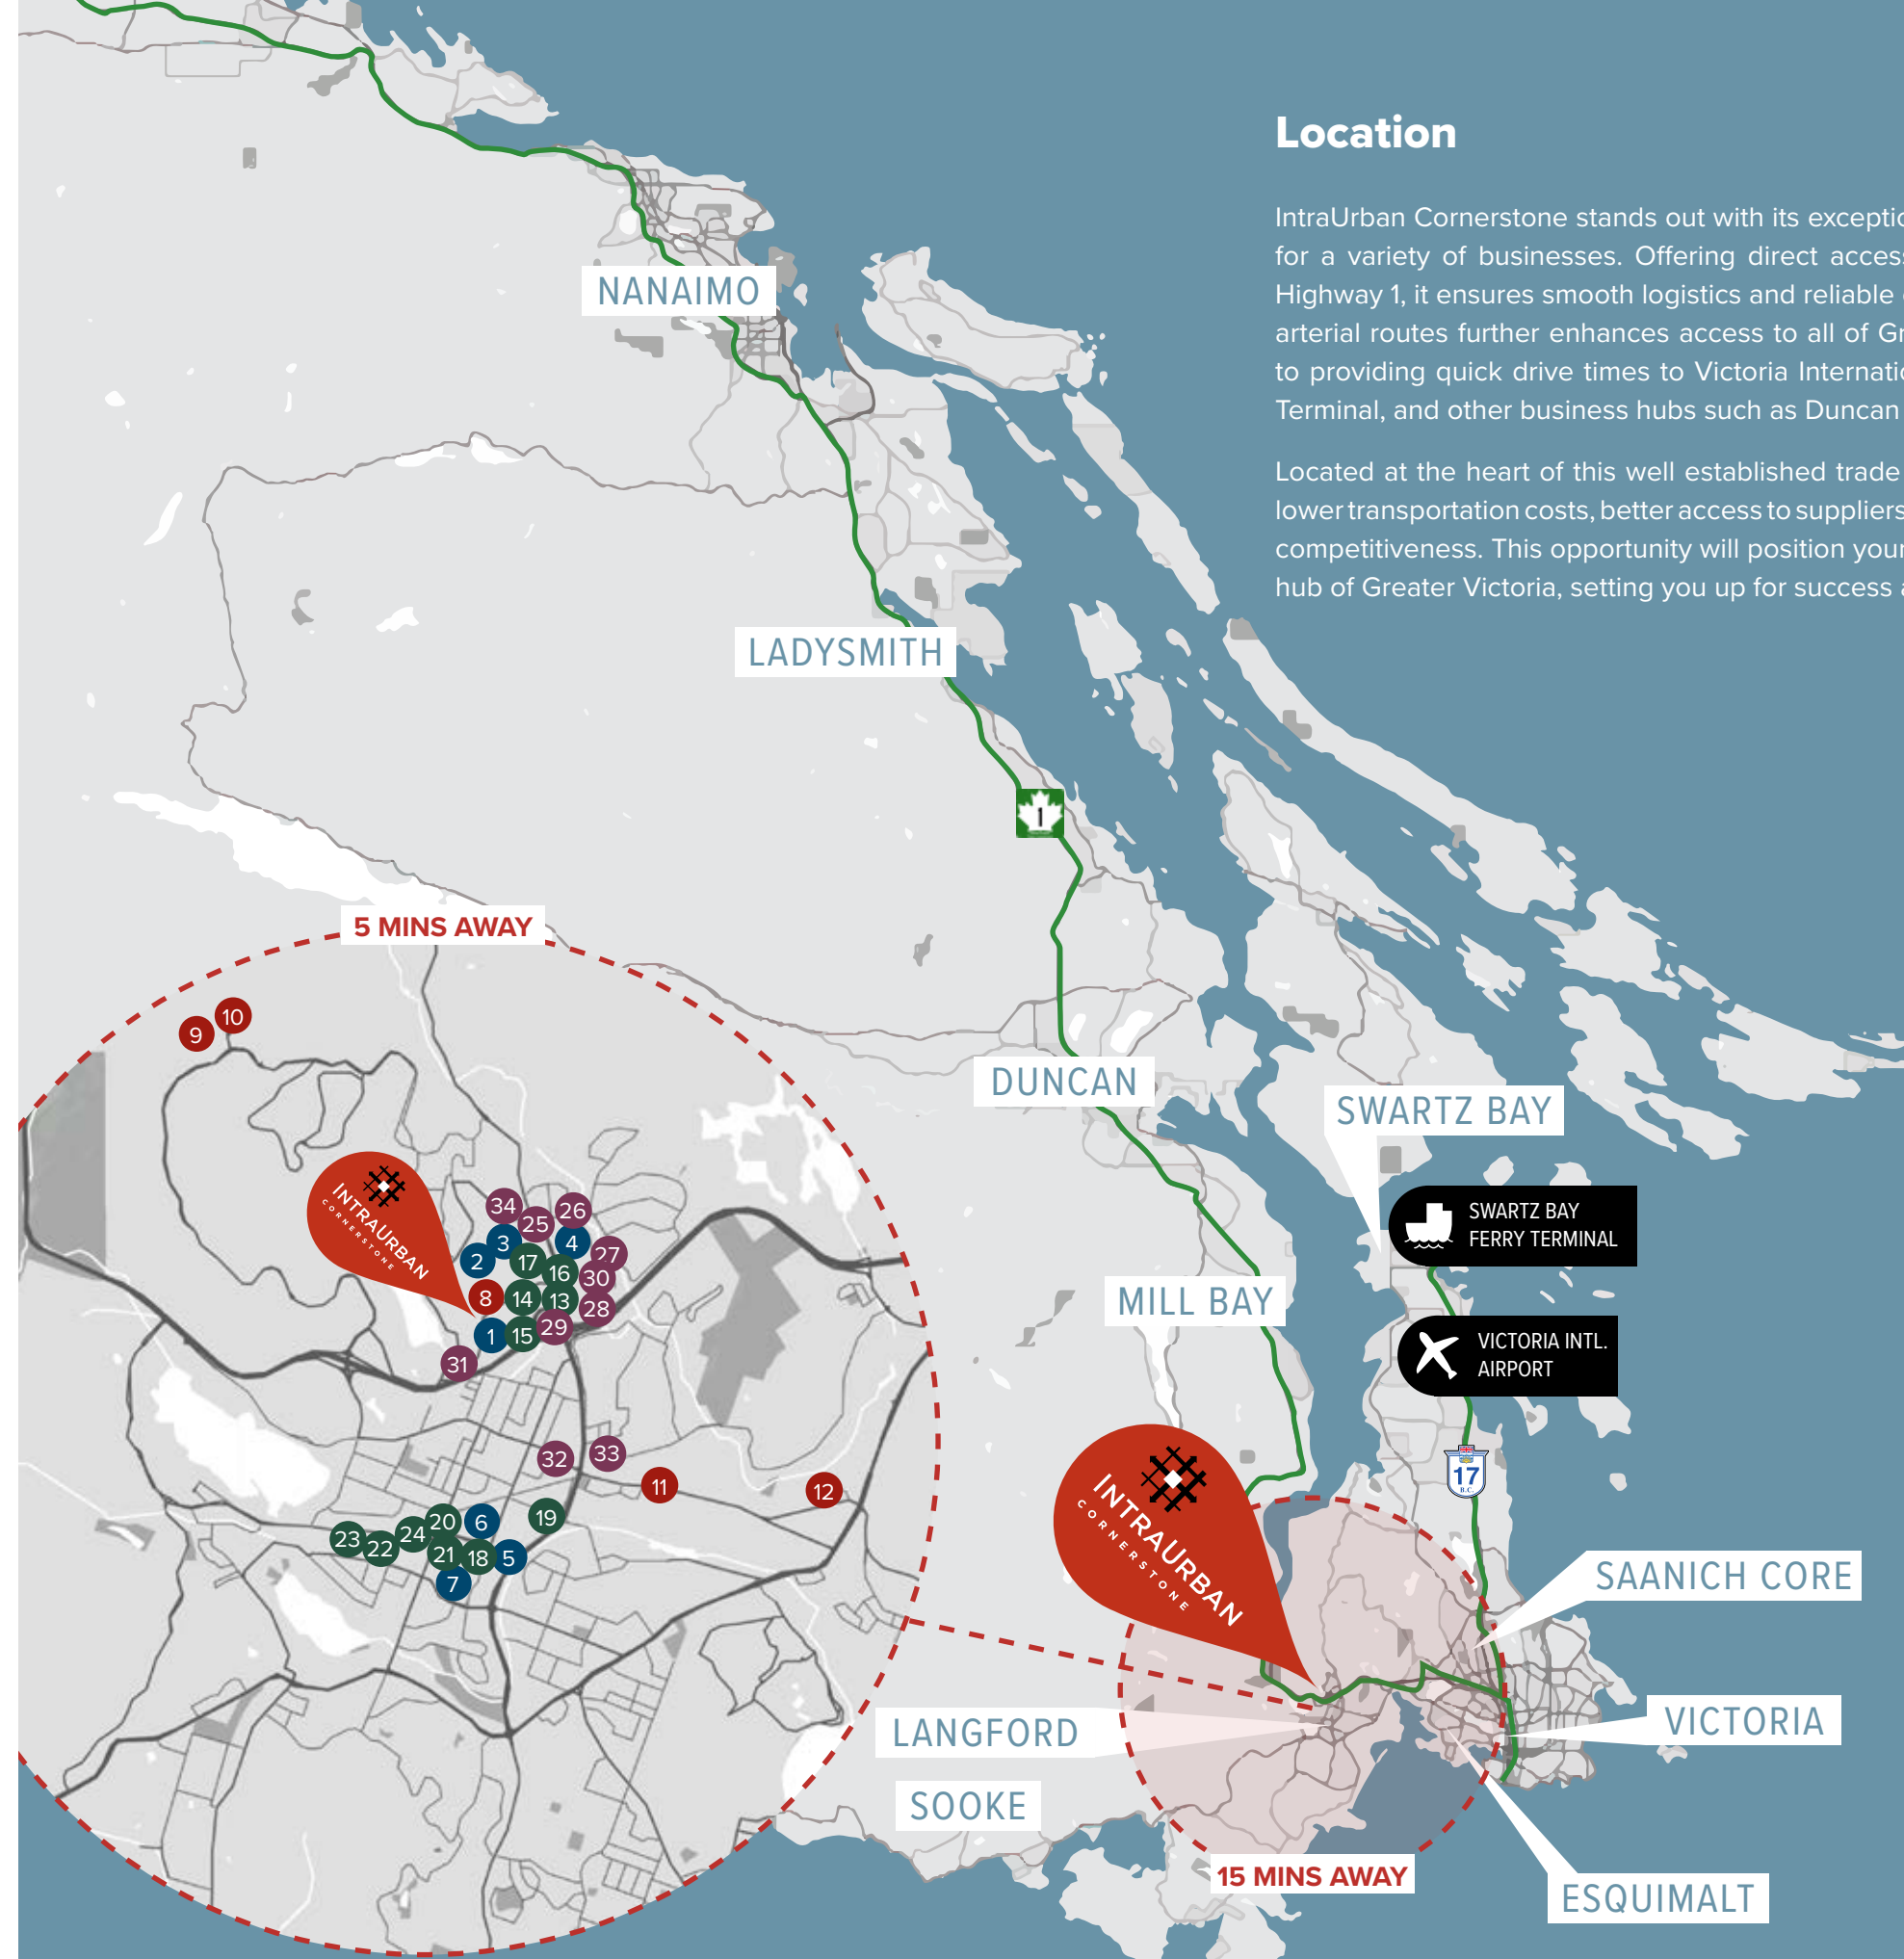 Location
IntraUrban Cornerstone stands out with its
for a variety of businesses. Offering direct
Highway 1, it ensures smooth logistics and reliable
arterial routes further enhances access to all of
to providing quick drive times to Victoria
Terminal, and other business hubs such as Duncan
Located at the heart of this well established trade
lower transportation costs, better access to suppliers
competitiveness. This opportunity will position your
hub of Greater Victoria, setting you up for success
NANAIMO
LADYSMITH
1
5 MINS AWAY
10
9
DUNCAN
SWARTZ BAY
SWARTZ BAY
FERRY TERMINAL
MILL BAY
VICTORIA INTL.
AIRPORT
INTRAURBAN
CORNERSTONE
34
25
26
3
4
2
17
27
16
30
8
14
13
28
1
15
29
31
32
33
11
12
17
B.C.
INTRAURBAN
CORNERSTONE
20
6
19
23
22
24
21
18
5
7
SAANICH CORE
LANGFORD
VICTORIA
SOOKE
15 MINS AWAY
ESQUIMALT